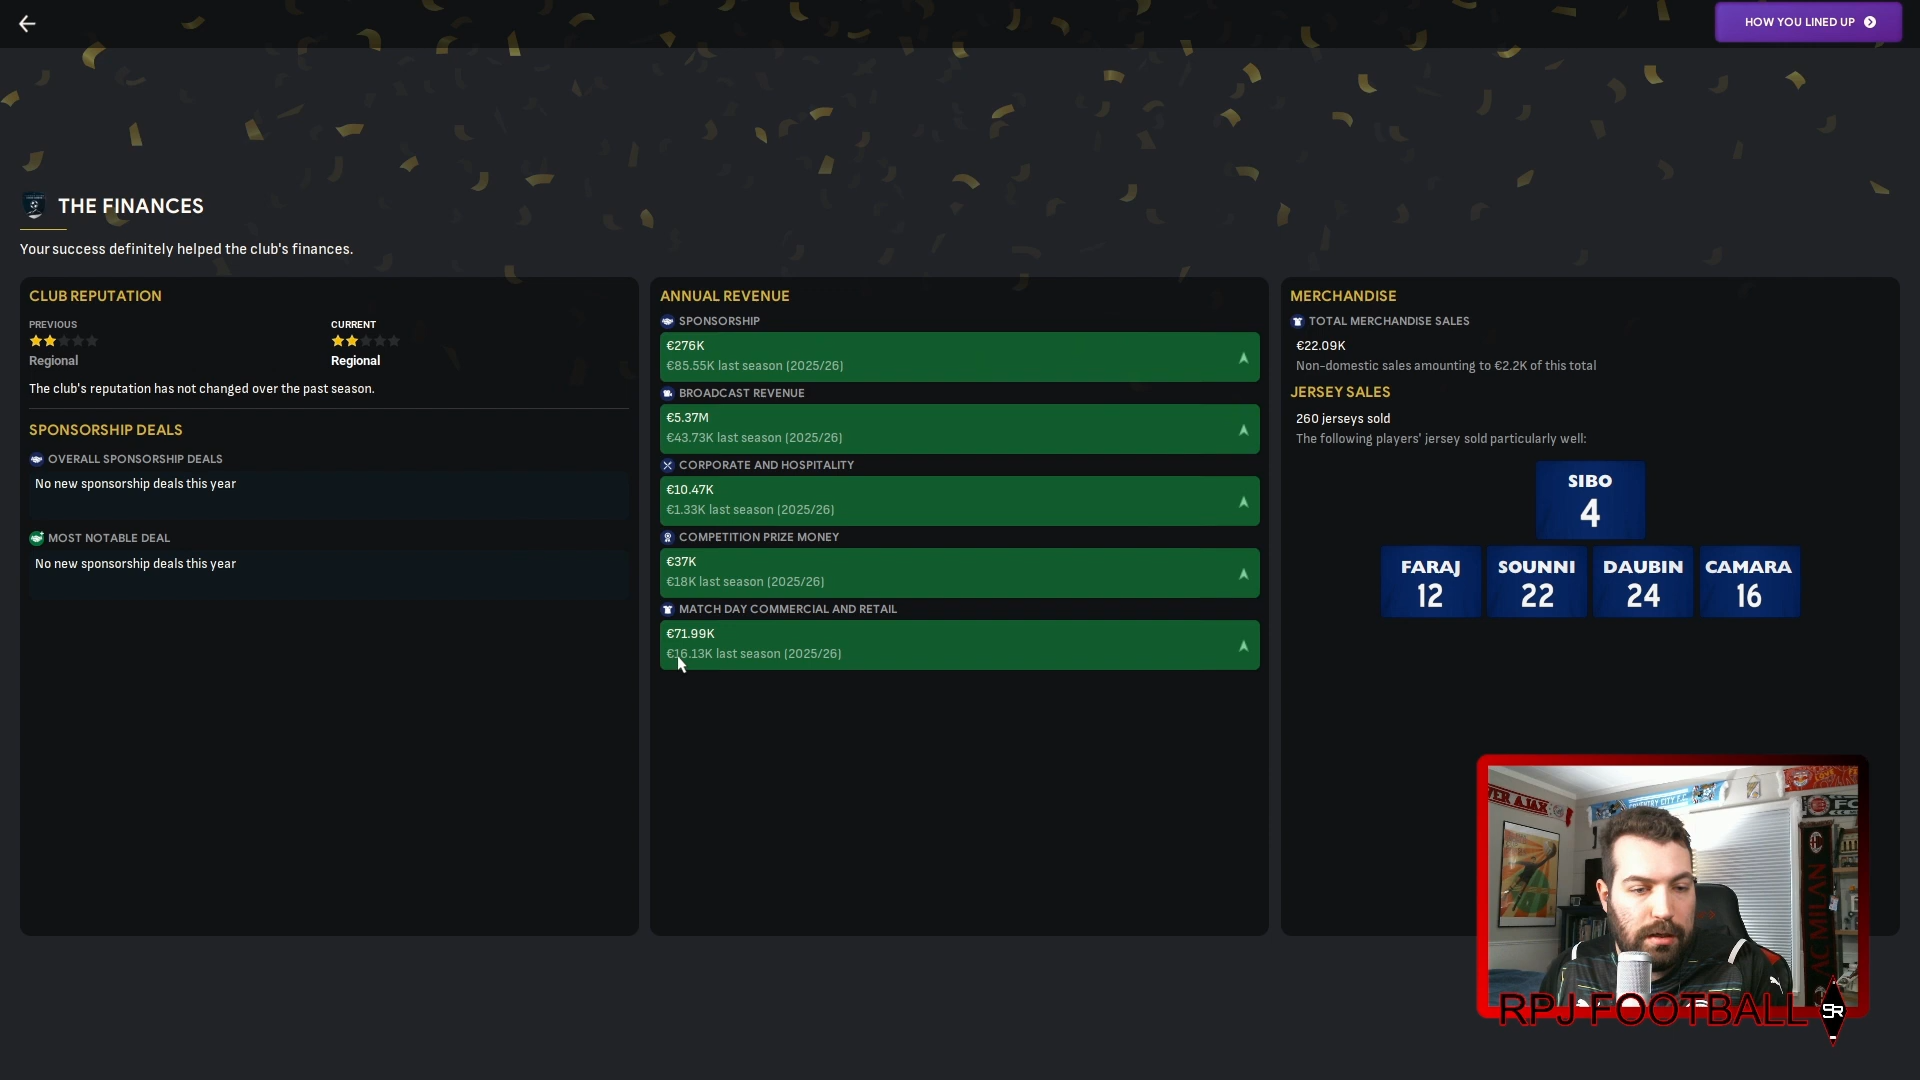 HOW YOU LINED UP
THE FINANCES
Your success definitely helped the club's finances.
CLUB REPUTATION
PREVIOUS
CURRENT
Regional
Regional
The club's reputation has not changed over the past season.
SPONSORSHIP DEALS
OVERALL SPONSORSHIP DEALS
No new sponsorship deals this year
MOST NOTABLE DEAL
No new sponsorship deals this year
ANNUAL REVENUE
SPONSORSHIP
€276K
€85.55K last season (2025/26)
BROADCAST REVENUE
€5.37M
€43.73K last season (2025/26)
CORPORATE AND HOSPITALITY
€10.47K
€1.33K last season (2025/26)
COMPETITION PRIZE MONEY
€37K
€18K last season (2025/26)
MATCH DAY COMMERCIAL AND RETAIL
€71.99K
€16.13K last season (2025/26)
MERCHANDISE
TOTAL MERCHANDISE SALES
€22.09K
Non-domestic sales amounting to €2.2K of this total
JERSEY SALES
260 jerseys sold
The following players' jersey sold particularly well:
SIBO
4
FARAJ
12
SOUNNI
22
DAUBIN
24
CAMARA
16
AJAX
COVENTRY CITY F.C.
FC
AC MILAN
RPJ FOOTBALL